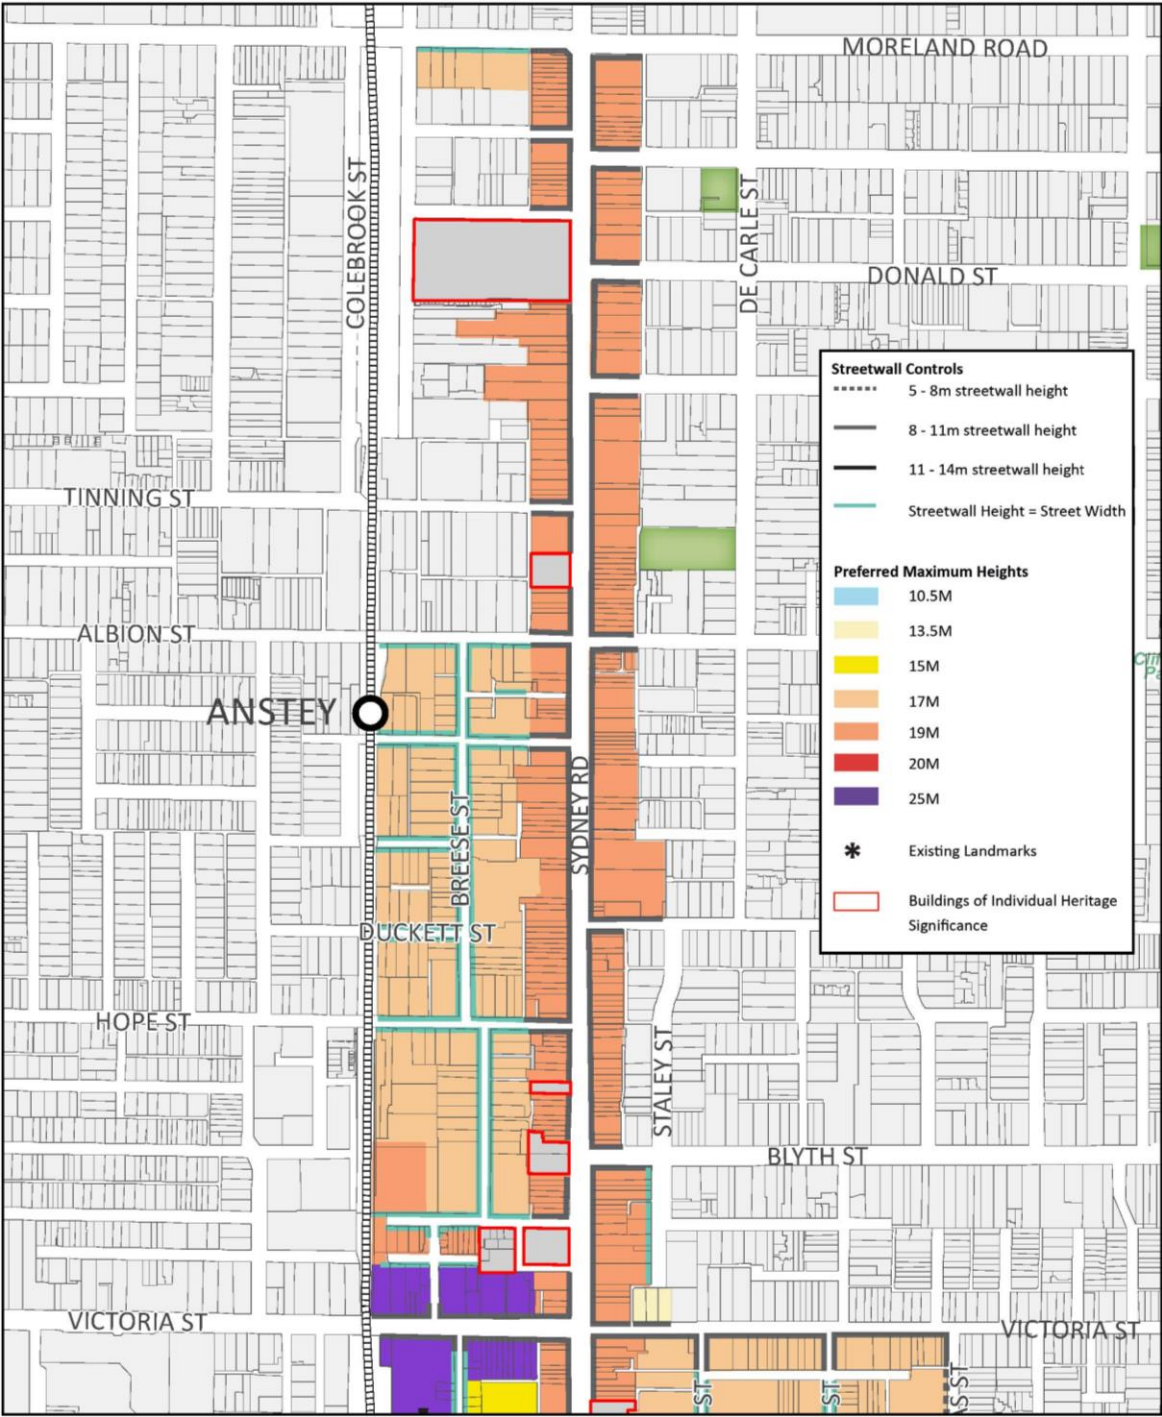 MORELAND ROAD
COLEBROOK ST
DE CARLE ST
DONALD ST
Streetwall Controls
5 - 8m streetwall height
8 - 11m streetwall height
11 - 14m streetwall height
Streetwall Height = Street Width
Preferred Maximum Heights
10.5M
13.5M
15M
17M
19M
20M
25M
Existing Landmarks
Buildings of Individual Heritage
Significance
TINNING ST
ALBION ST
ANSTEY
SYDNEY RD
BREESE ST
DUCKETT ST
HOPE ST
STALEY ST
BLYTH ST
VICTORIA ST
VICTORIA ST
ST
ST
ST